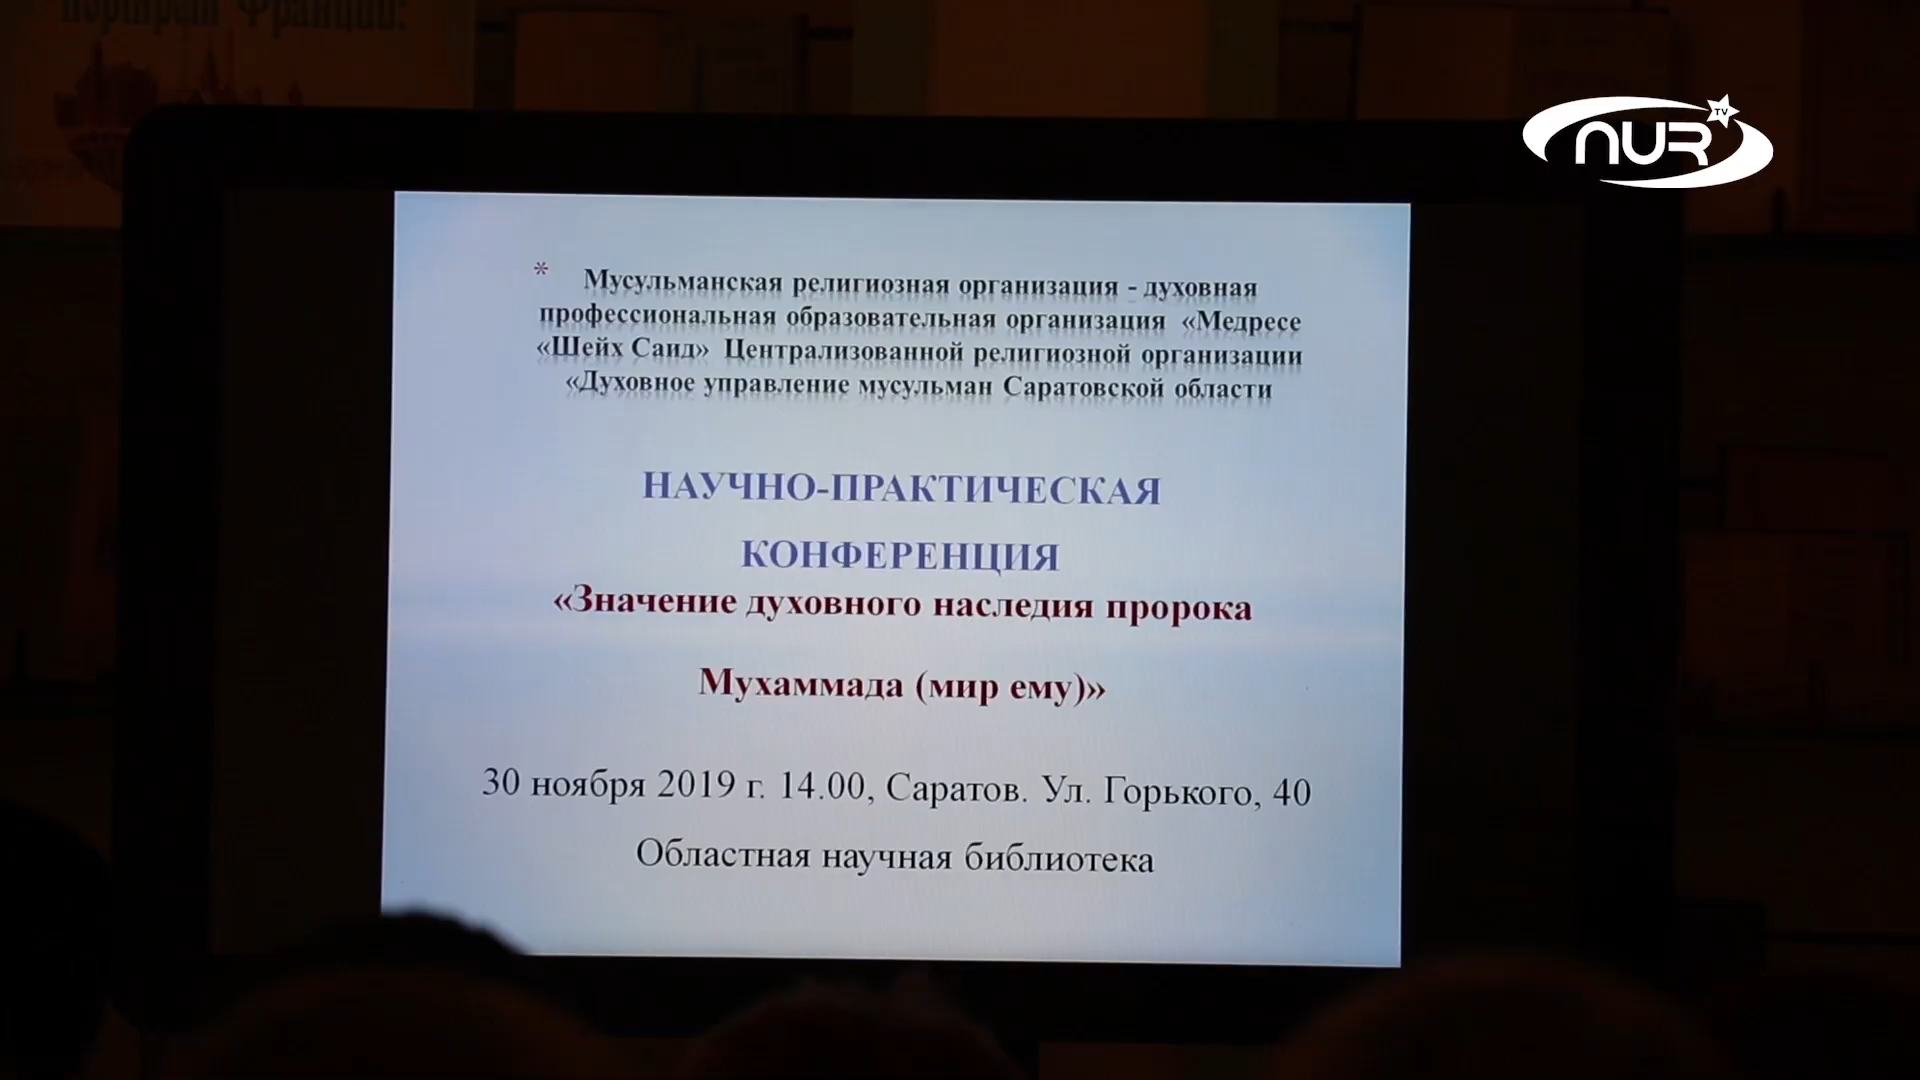 портрет Франции:
NUR TV
* Мусульманская религиозная организация - духовная
профессиональная образовательная организация «Медресе
«Шейх Саид» Централизованной религиозной организации
«Духовное управление мусульман Саратовской области
НАУЧНО-ПРАКТИЧЕСКАЯ
КОНФЕРЕНЦИЯ
«Значение духовного наследия пророка
Мухаммада (мир ему)»
30 ноября 2019 г. 14.00, Саратов. Ул. Горького, 40
Областная научная библиотека